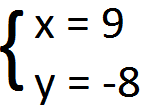 x = 9
y = -8